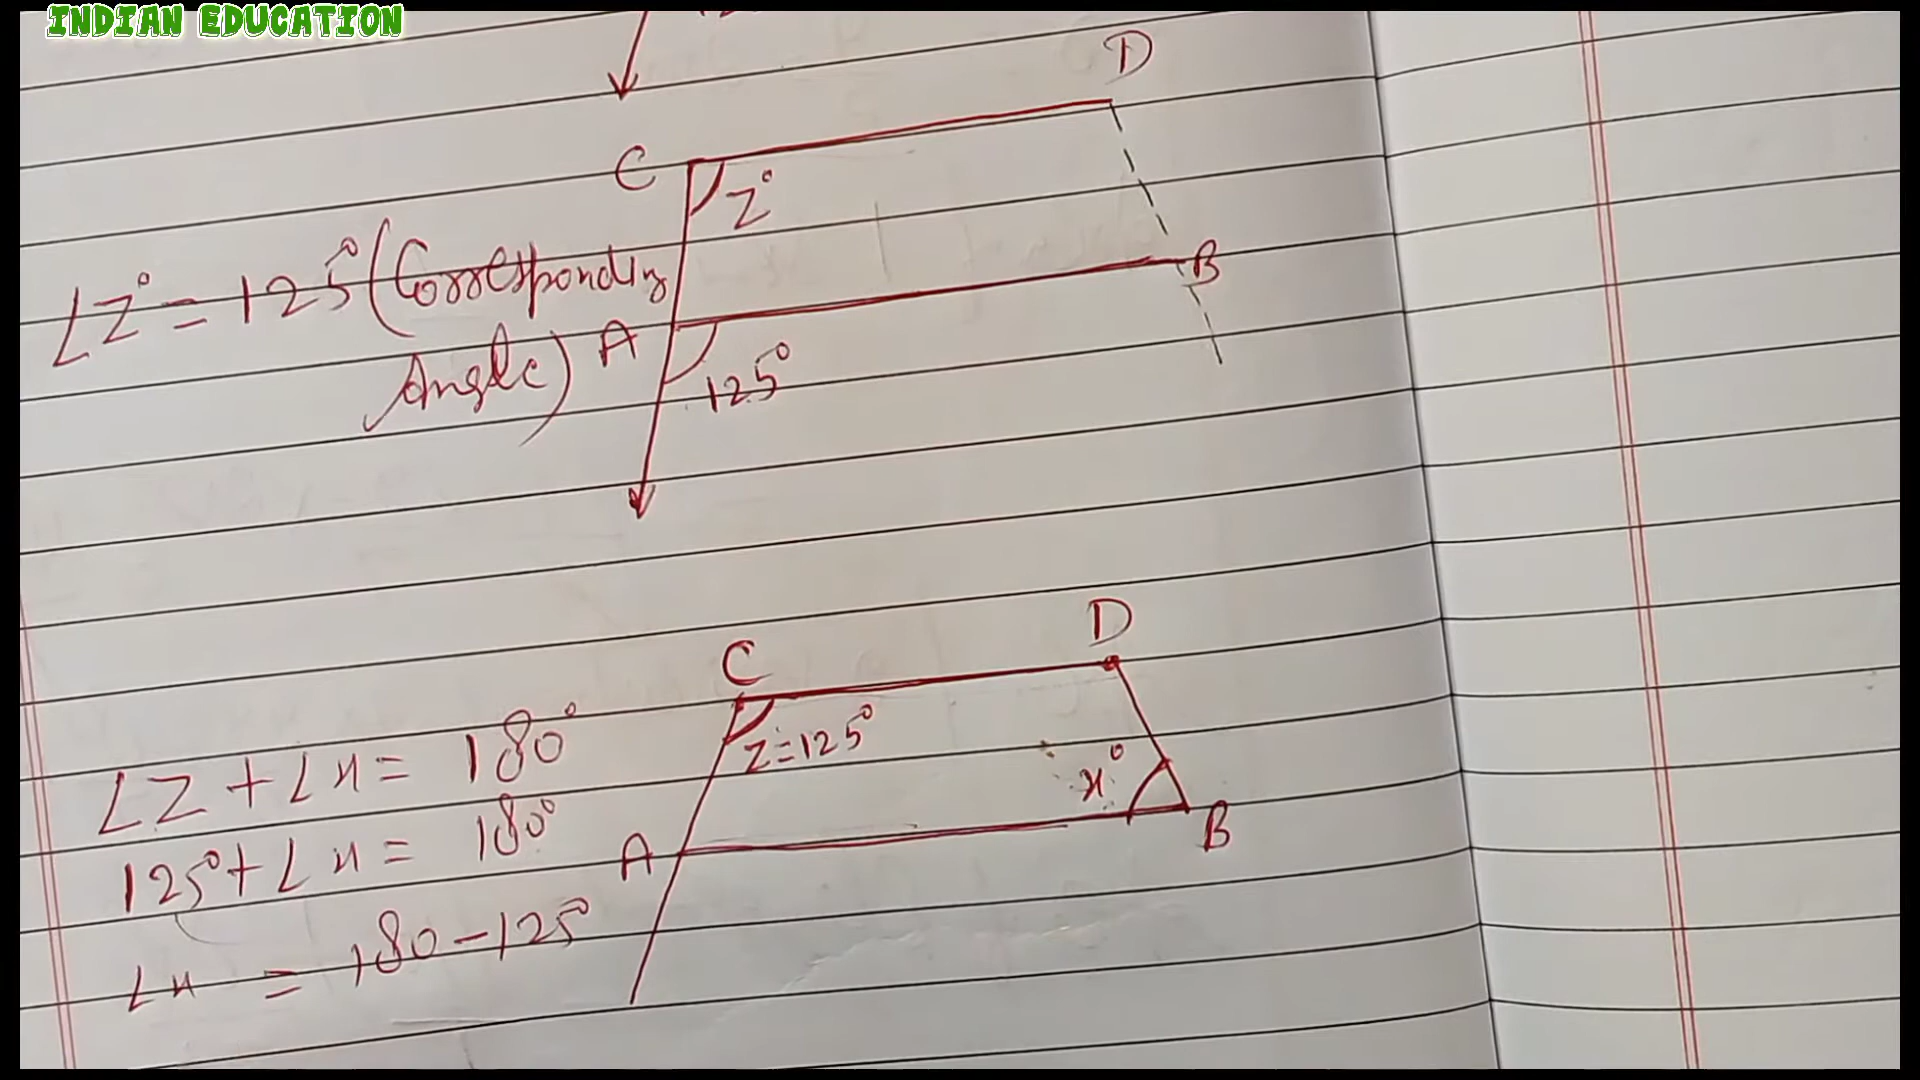 INDIAN EDUCATION
D
C
Z°
∠Z° = 125° (Corresponding
B
Angle)
A
125°
D
C
Z=125°
∠Z + ∠x = 180°
x°
B
125° + ∠x = 180°
A
∠x = 180 - 125°